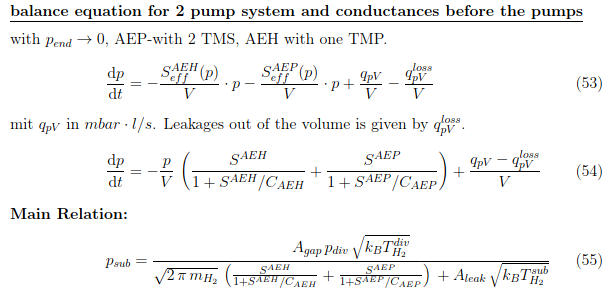 balance equation for 2 pump system and conductances before the pumps
with $p_{end} \to 0$, AEP-with 2 TMS, AEH with one TMP.
$\frac{\mathrm{d}p}{\mathrm{d}t} = -\frac{S_{eff}^{AEH}(p)}{V} \cdot p - \frac{S_{eff}^{AEP}(p)}{V} \cdot p + \frac{q_{pV}}{V} - \frac{q_{pV}^{loss}}{V}$ (53)
mit $q_{pV}$ in $mbar \cdot l/s$. Leakages out of the volume is given by $q_{pV}^{loss}$.
$\frac{\mathrm{d}p}{\mathrm{d}t} = -\frac{p}{V} \left( \frac{S^{AEH}}{1 + S^{AEH}/C_{AEH}} + \frac{S^{AEP}}{1 + S^{AEP}/C_{AEP}} \right) + \frac{q_{pV} - q_{pV}^{loss}}{V}$ (54)
Main Relation:
$p_{sub} = \frac{A_{gap} \, p_{div} \, \sqrt{k_B T_{H_2}^{div}}}{\sqrt{2 \, \pi \, m_{H_2}} \left( \frac{S^{AEH}}{1+S^{AEH}/C_{AEH}} + \frac{S^{AEP}}{1+S^{AEP}/C_{AEP}} \right) + A_{leak} \sqrt{k_B T_{H_2}^{sub}}}$ (55)